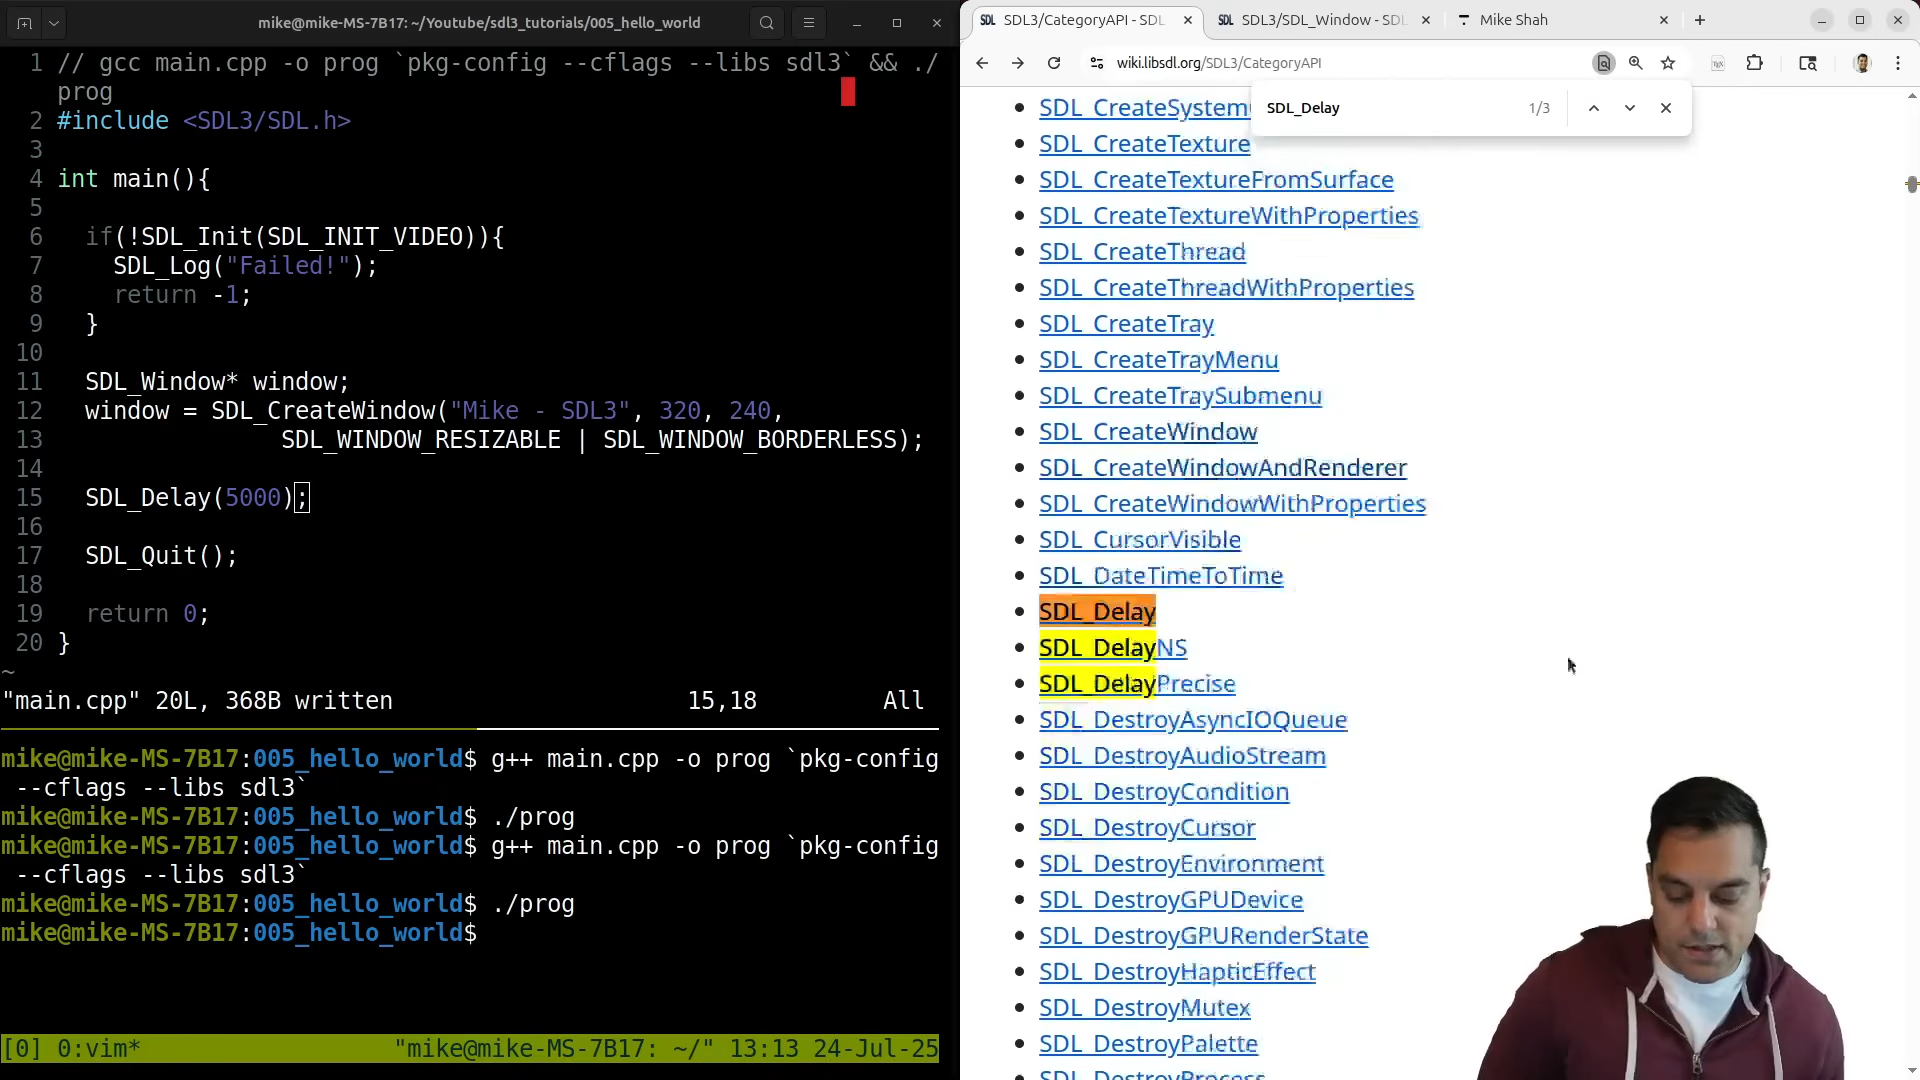 mike@mike-MS-7B17: ~/Youtube/sdl3_tutorials/005_hello_world
1 // gcc main.cpp -o prog `pkg-config --cflags --libs sdl3` && ./
prog
2 #include <SDL3/SDL.h>
3
4 int main(){
5
6 if(!SDL_Init(SDL_INIT_VIDEO)){
7 SDL_Log("Failed!");
8 return -1;
9 }
10
11 SDL_Window* window;
12 window = SDL_CreateWindow("Mike - SDL3", 320, 240,
13 SDL_WINDOW_RESIZABLE | SDL_WINDOW_BORDERLESS);
14
15 SDL_Delay(5000);
16
17 SDL_Quit();
18
19 return 0;
20 }
~
"main.cpp" 20L, 368B written 15,18 All
mike@mike-MS-7B17:005_hello_world$ g++ main.cpp -o prog `pkg-config
--cflags --libs sdl3`
mike@mike-MS-7B17:005_hello_world$ ./prog
mike@mike-MS-7B17:005_hello_world$ g++ main.cpp -o prog `pkg-config
--cflags --libs sdl3`
mike@mike-MS-7B17:005_hello_world$ ./prog
mike@mike-MS-7B17:005_hello_world$
[0] 0:vim* "mike@mike-MS-7B17: ~/" 13:13 24-Jul-25
SDL SDL3/CategoryAPI - SDL
SDL SDL3/SDL_Window - SDL
Mike Shah
wiki.libsdl.org/SDL3/CategoryAPI
SDL_Delay 1/3
SDL_CreateTexture
SDL_CreateTextureFromSurface
SDL_CreateTextureWithProperties
SDL_CreateThread
SDL_CreateThreadWithProperties
SDL_CreateTray
SDL_CreateTrayMenu
SDL_CreateTraySubmenu
SDL_CreateWindow
SDL_CreateWindowAndRenderer
SDL_CreateWindowWithProperties
SDL_CursorVisible
SDL_DateTimeToTime
SDL_Delay
SDL_DelayNS
SDL_DelayPrecise
SDL_DestroyAsyncIOQueue
SDL_DestroyAudioStream
SDL_DestroyCondition
SDL_DestroyCursor
SDL_DestroyEnvironment
SDL_DestroyGPUDevice
SDL_DestroyGPURenderState
SDL_DestroyHapticEffect
SDL_DestroyMutex
SDL_DestroyPalette
SDL_DestroyProcess